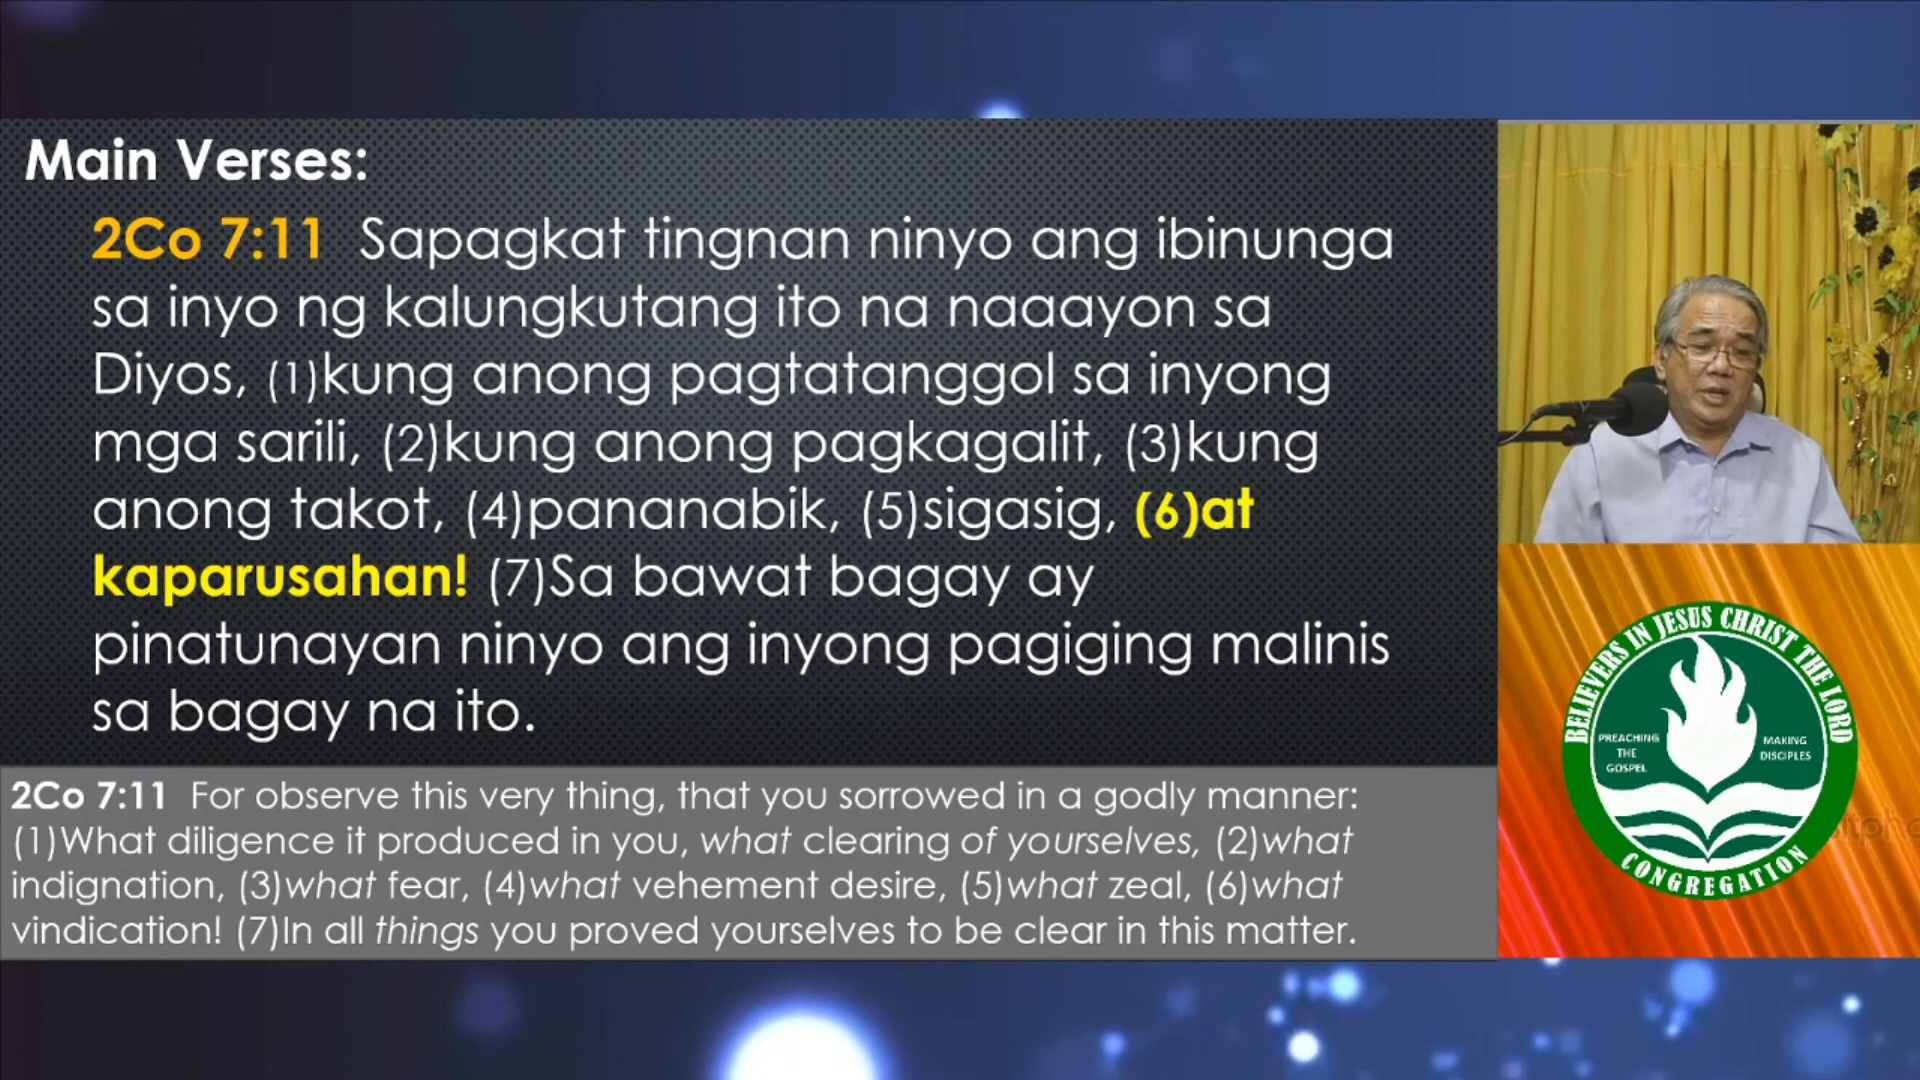 Main Verses:
2Co 7:11 Sapagkat tingnan ninyo ang ibinunga
sa inyo ng kalungkutang ito na naaayon sa
Diyos, (1)kung anong pagtatanggol sa inyong
mga sarili, (2)kung anong pagkagalit, (3)kung
anong takot, (4)pananabik, (5)sigasig, (6)at
kaparusahan! (7)Sa bawat bagay ay
pinatunayan ninyo ang inyong pagiging malinis
sa bagay na ito.
2Co 7:11 For observe this very thing, that you sorrowed in a godly manner:
(1)What diligence it produced in you, what clearing of yourselves, (2)what
indignation, (3)what fear, (4)what vehement desire, (5)what zeal, (6)what
vindication! (7)In all things you proved yourselves to be clear in this matter.
BELIEVERS IN JESUS CHRIST THE LORD
PREACHING
THE
GOSPEL
MAKING
DISCIPLES
CONGREGATION